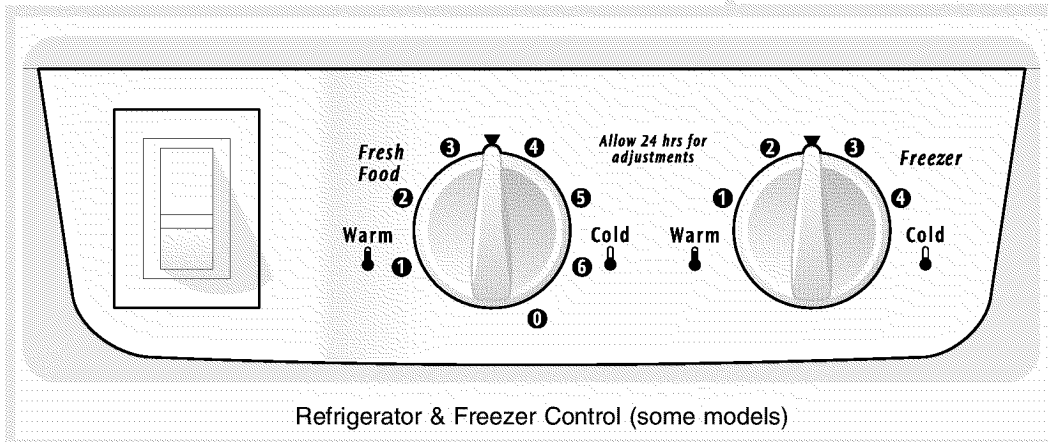 Fresh
Food
Warm
1
2
3
4
5
6
0
Cold
Allow 24 hrs for
adjustments
Warm
1
2
3
4
Freezer
Cold
Refrigerator & Freezer Control (some models)